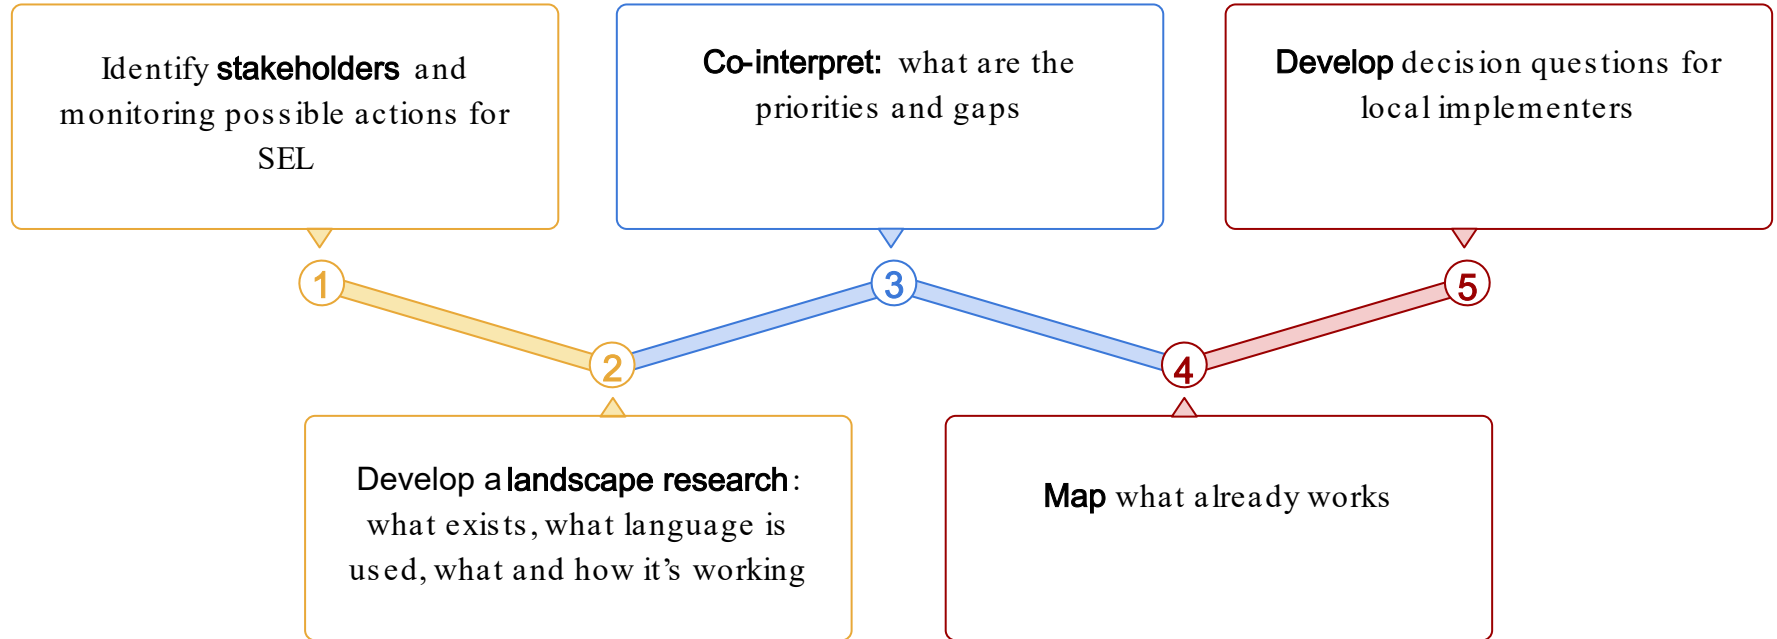 Identify stakeholders and
monitoring possible actions for
SEL
Co-interpret: what are the
priorities and gaps
Develop decision questions for
local implementers
1
3
5
2
4
Develop a landscape research:
what exists, what language is
used, what and how it’s working
Map what already works